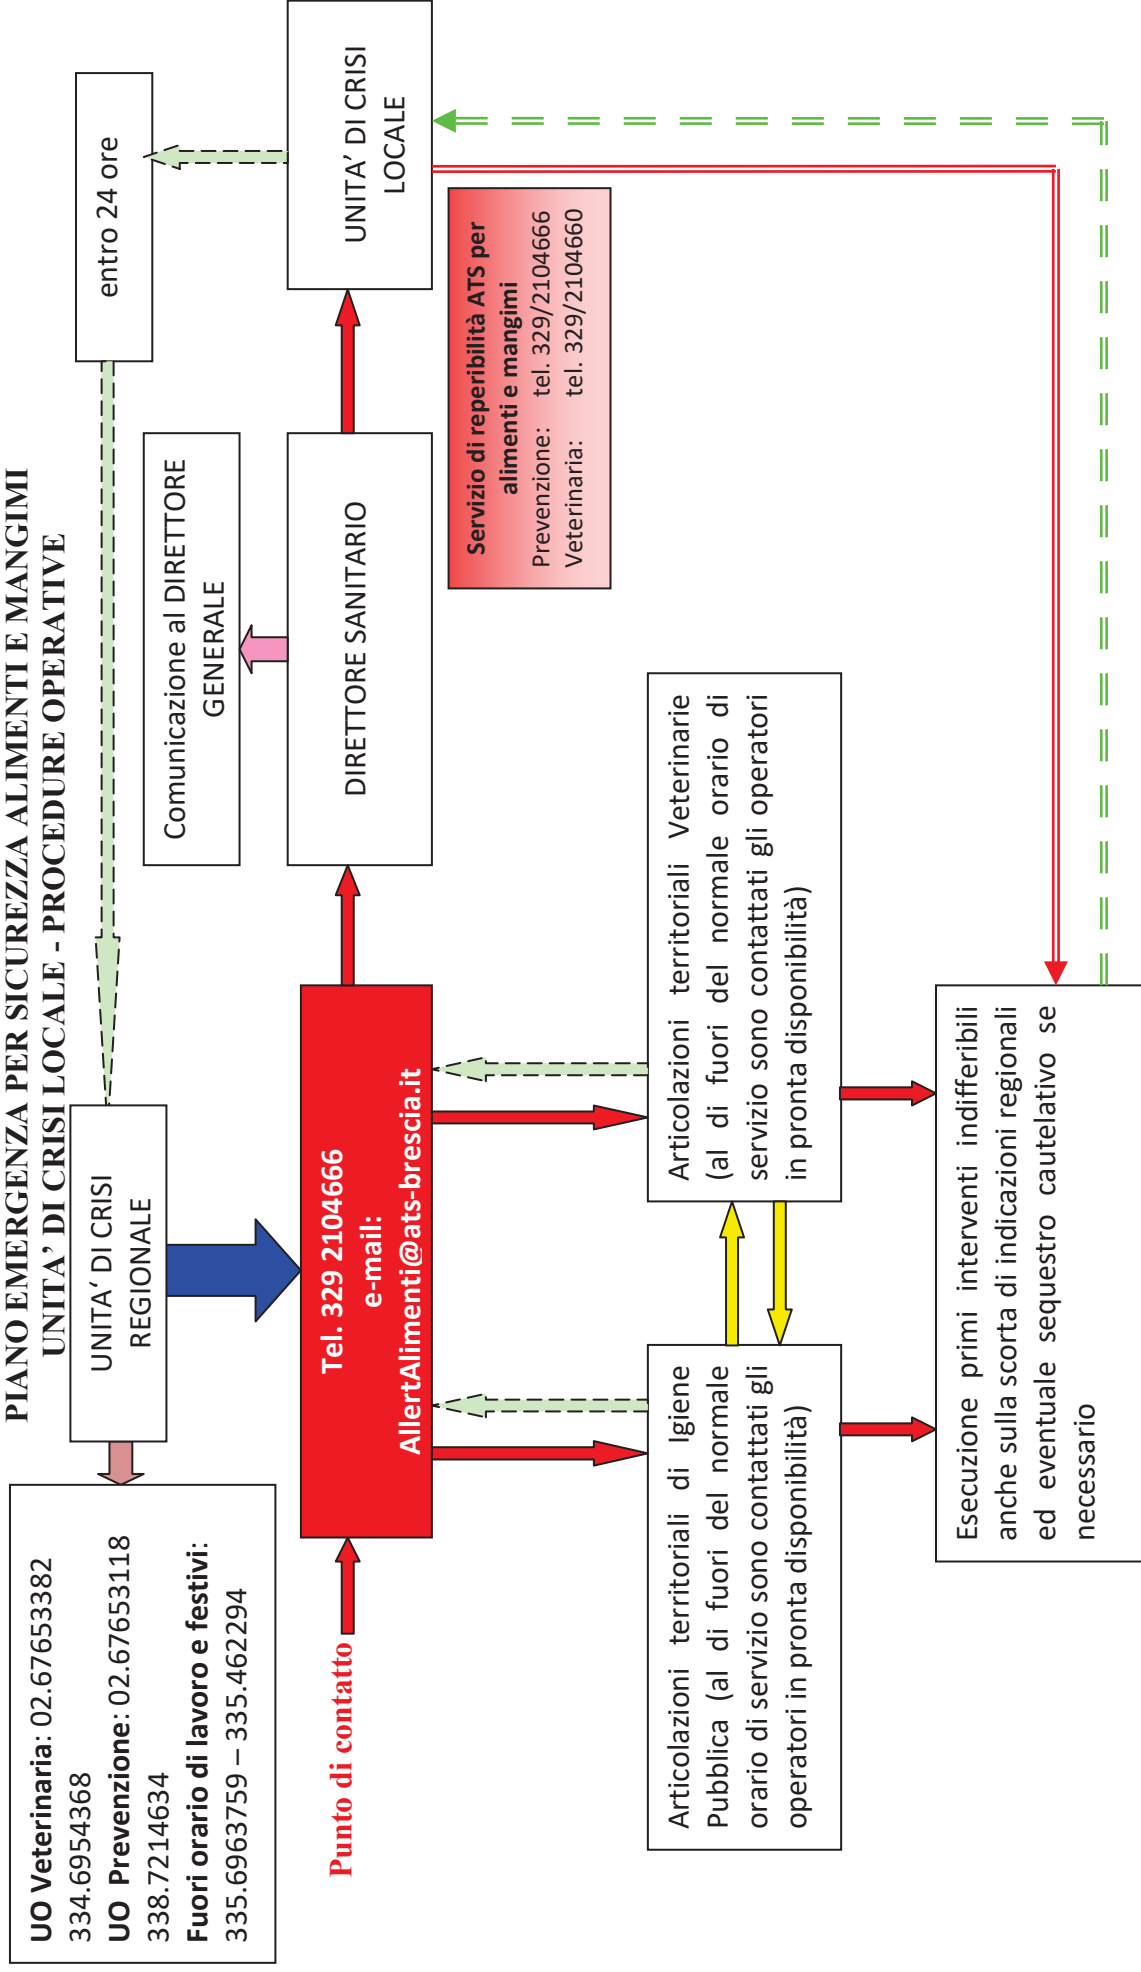 PIANO EMERGENZA PER SICUREZZA ALIMENTI E MANGIMI
UNITA’ DI CRISI LOCALE - PROCEDURE OPERATIVE
UO Veterinaria: 02.67653382
334.6954368
UO Prevenzione: 02.67653118
338.7214634
Fuori orario di lavoro e festivi:
335.6963759 – 335.462294
UNITA’ DI CRISI
REGIONALE
entro 24 ore
Comunicazione al DIRETTORE
GENERALE
Punto di contatto
Tel. 329 2104666
e-mail:
AllertAlimenti@ats-brescia.it
DIRETTORE SANITARIO
UNITA’ DI CRISI
LOCALE
Servizio di reperibilità ATS per
alimenti e mangimi
Prevenzione: tel. 329/2104666
Veterinaria: tel. 329/2104660
Articolazioni territoriali di Igiene
Pubblica (al di fuori del normale
orario di servizio sono contattati gli
operatori in pronta disponibilità)
Articolazioni territoriali Veterinarie
(al di fuori del normale orario di
servizio sono contattati gli operatori
in pronta disponibilità)
Esecuzione primi interventi indifferibili
anche sulla scorta di indicazioni regionali
ed eventuale sequestro cautelativo se
necessario